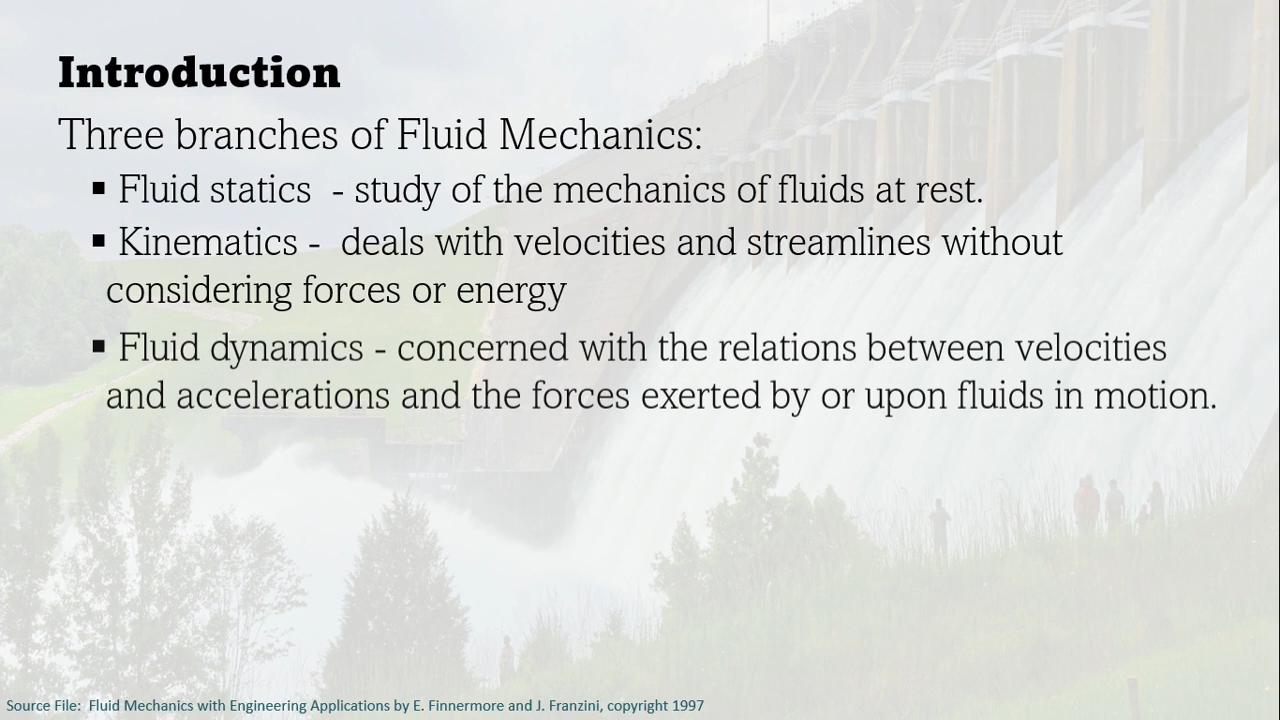 Introduction
Three branches of Fluid Mechanics:
▪ Fluid statics  - study of the mechanics of fluids at rest.
▪ Kinematics -  deals with velocities and streamlines without
considering forces or energy
▪ Fluid dynamics - concerned with the relations between velocities
and accelerations and the forces exerted by or upon fluids in motion.
Source File:  Fluid Mechanics with Engineering Applications by E. Finnermore and J. Franzini, copyright 1997